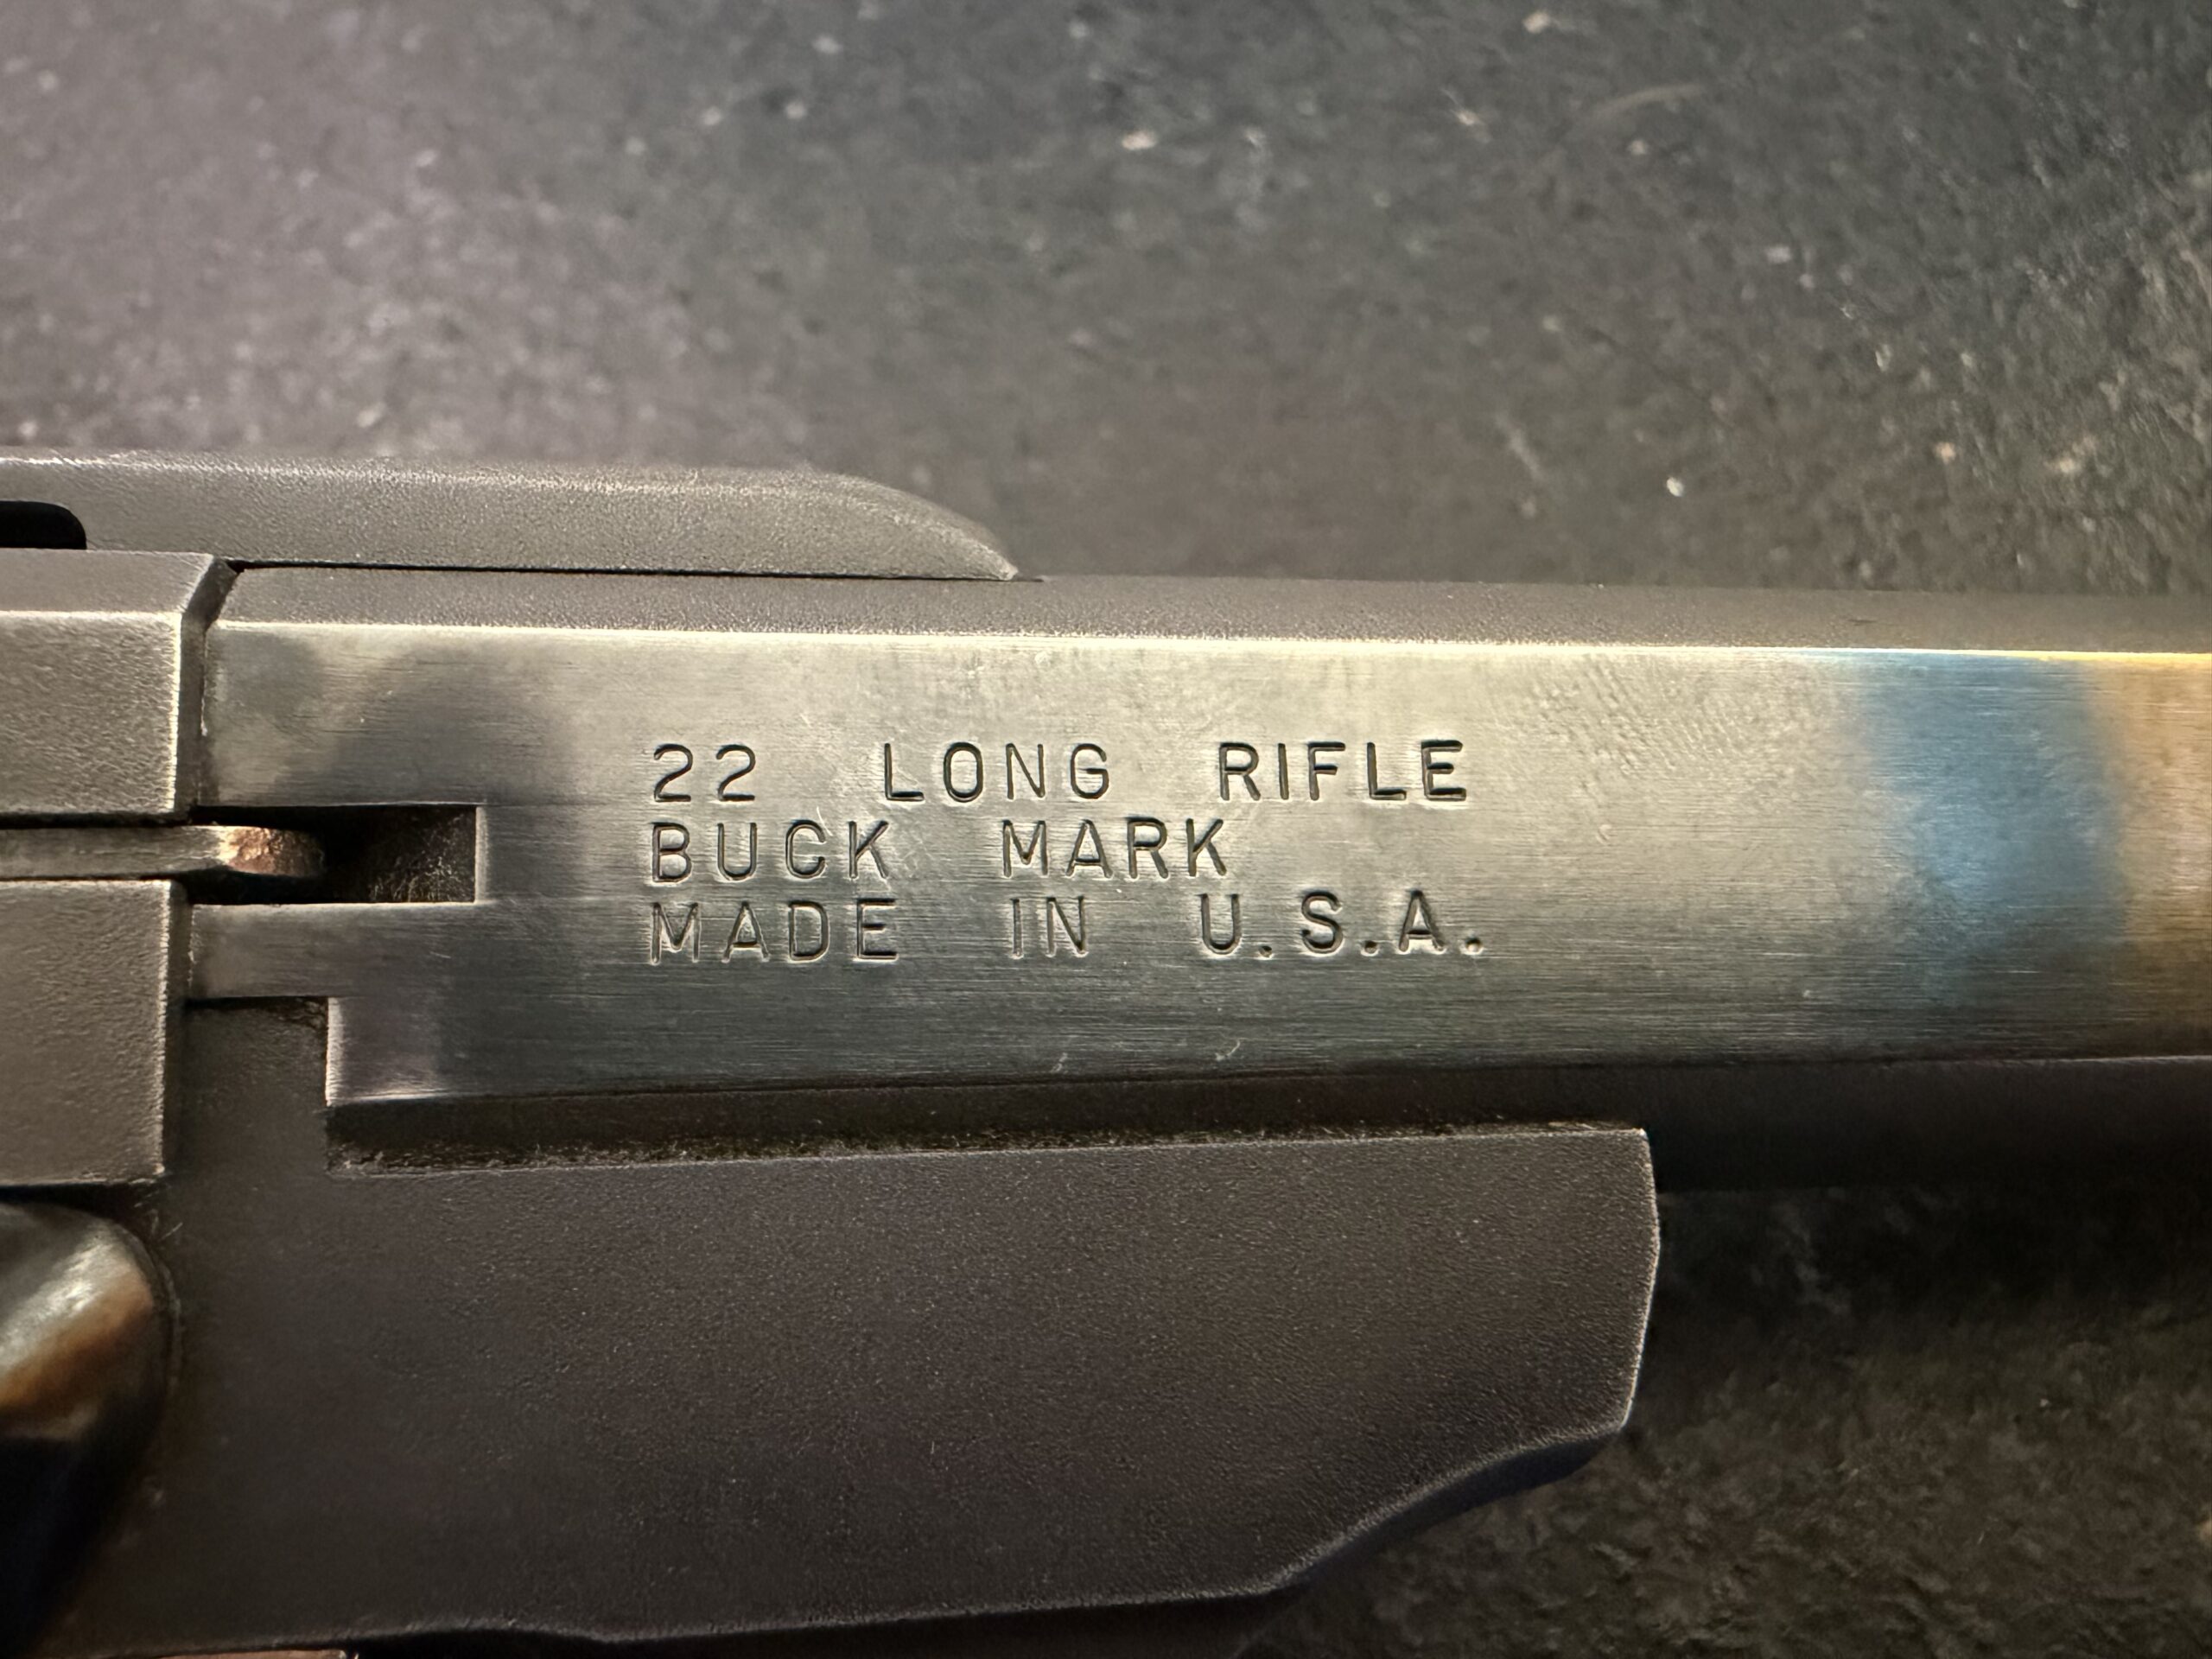 22 LONG RIFLE
BUCK MARK
MADE IN U.S.A.